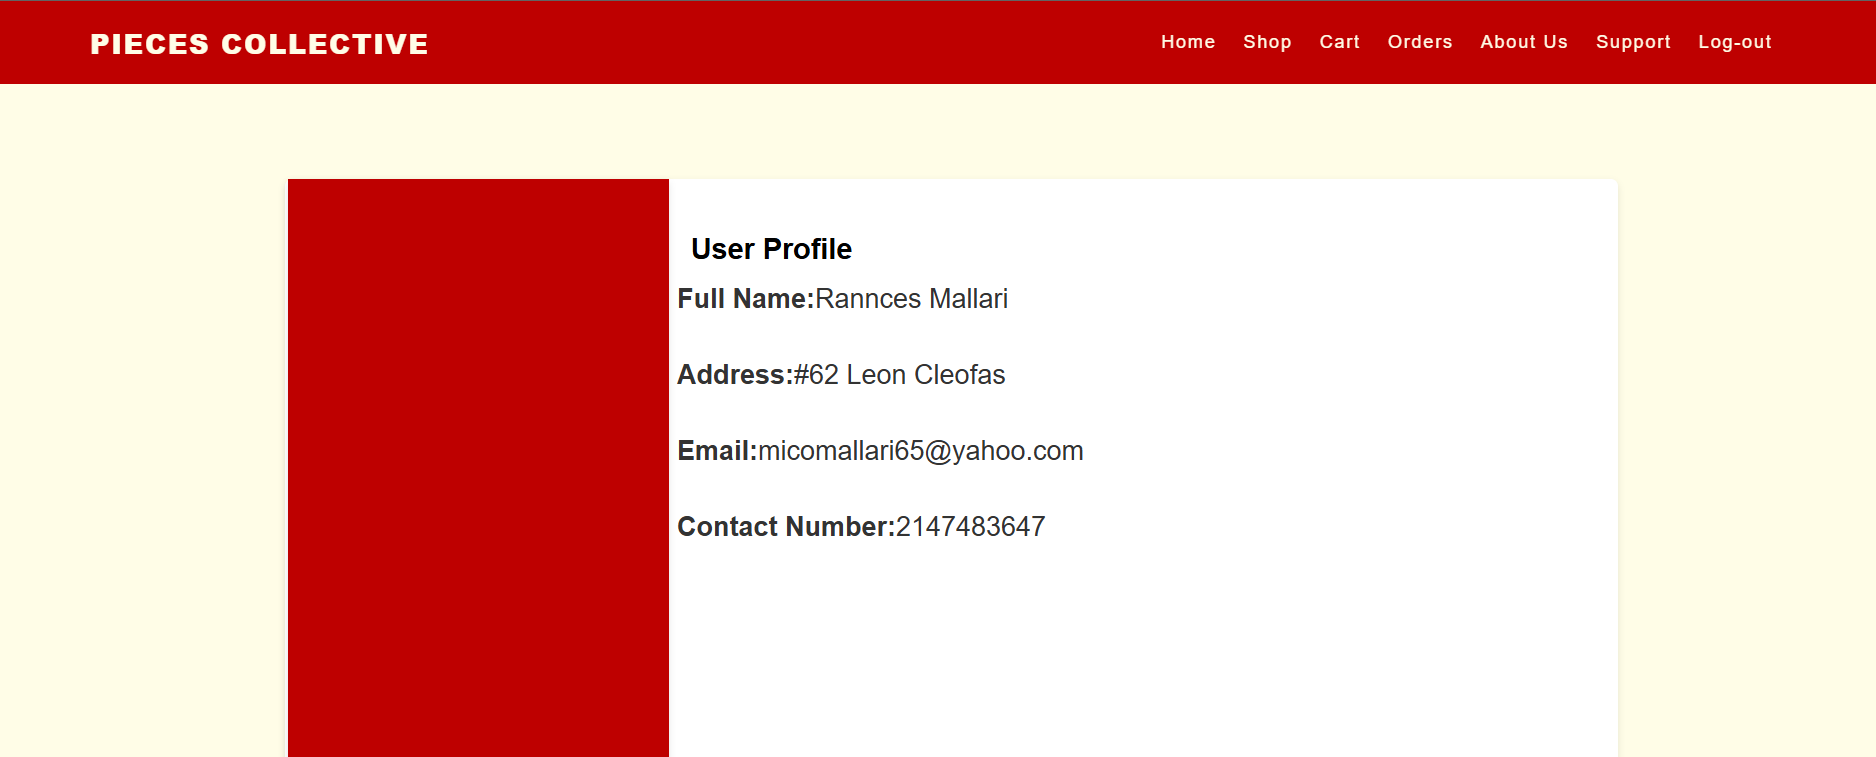 PIECES COLLECTIVE
Home Shop Cart Orders About Us Support Log-out
User Profile
Full Name:Rannces Mallari
Address:#62 Leon Cleofas
Email:micomallari65@yahoo.com
Contact Number:2147483647